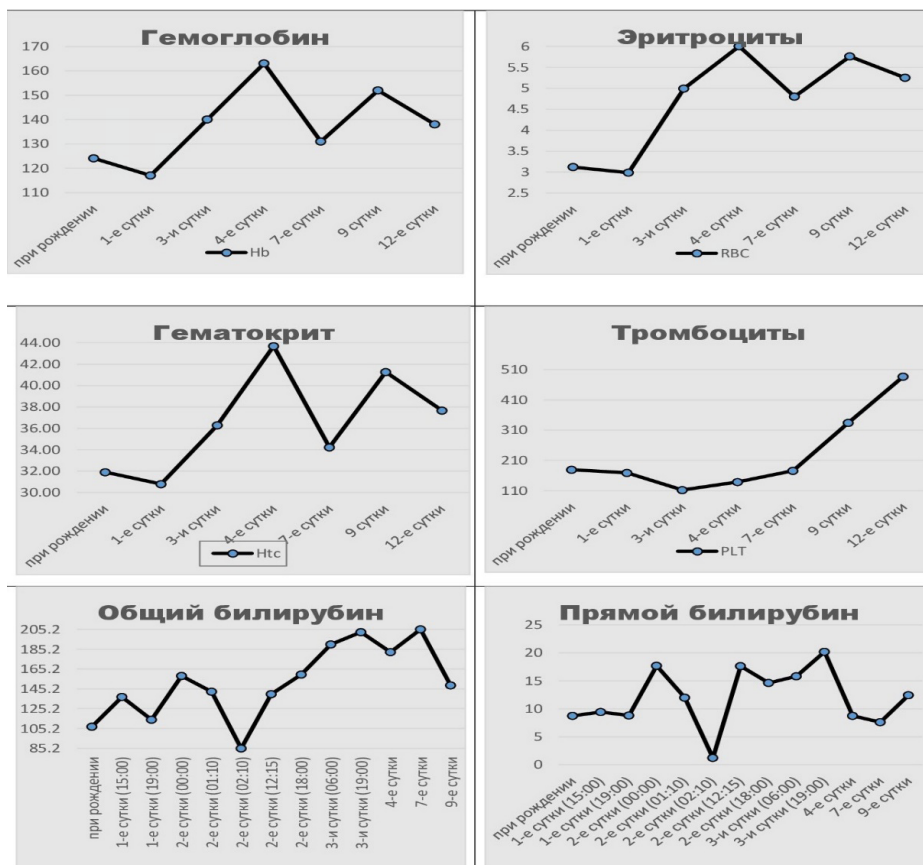 Гемоглобин
170
160
150
140
130
120
110
при рождении
1-е сутки
3-и сутки
4-е сутки
7-е сутки
9 сутки
12-е сутки
Hb
Эритроциты
6
5.5
5
4.5
4
3.5
3
2.5
при рождении
1-е сутки
3-и сутки
4-е сутки
7-е сутки
9 сутки
12-е сутки
RBC
Гематокрит
44.00
42.00
40.00
38.00
36.00
34.00
32.00
30.00
при рождении
1-е сутки
3-и сутки
4-е сутки
7-е сутки
9 сутки
12-е сутки
Htc
Тромбоциты
510
410
310
210
110
при рождении
1-е сутки
3-и сутки
4-е сутки
7-е сутки
9 сутки
12-е сутки
PLT
Общий билирубин
205.2
185.2
165.2
145.2
125.2
105.2
85.2
при рождении
1-е сутки (15:00)
1-е сутки (19:00)
2-е сутки (00:00)
2-е сутки (01:10)
2-е сутки (02:10)
2-е сутки (12:15)
2-е сутки (18:00)
3-и сутки (06:00)
3-и сутки (19:00)
4-е сутки
7-е сутки
9-е сутки
Прямой билирубин
25
20
15
10
5
0
при рождении
1-е сутки (15:00)
1-е сутки (19:00)
2-е сутки (00:00)
2-е сутки (01:10)
2-е сутки (02:10)
2-е сутки (12:15)
2-е сутки (18:00)
3-и сутки (06:00)
3-и сутки (19:00)
4-е сутки
7-е сутки
9-е сутки